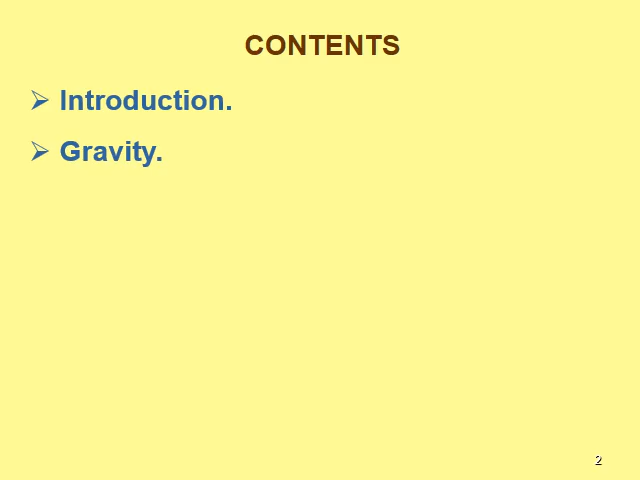 CONTENTS
➢ Introduction.
➢ Gravity.
2